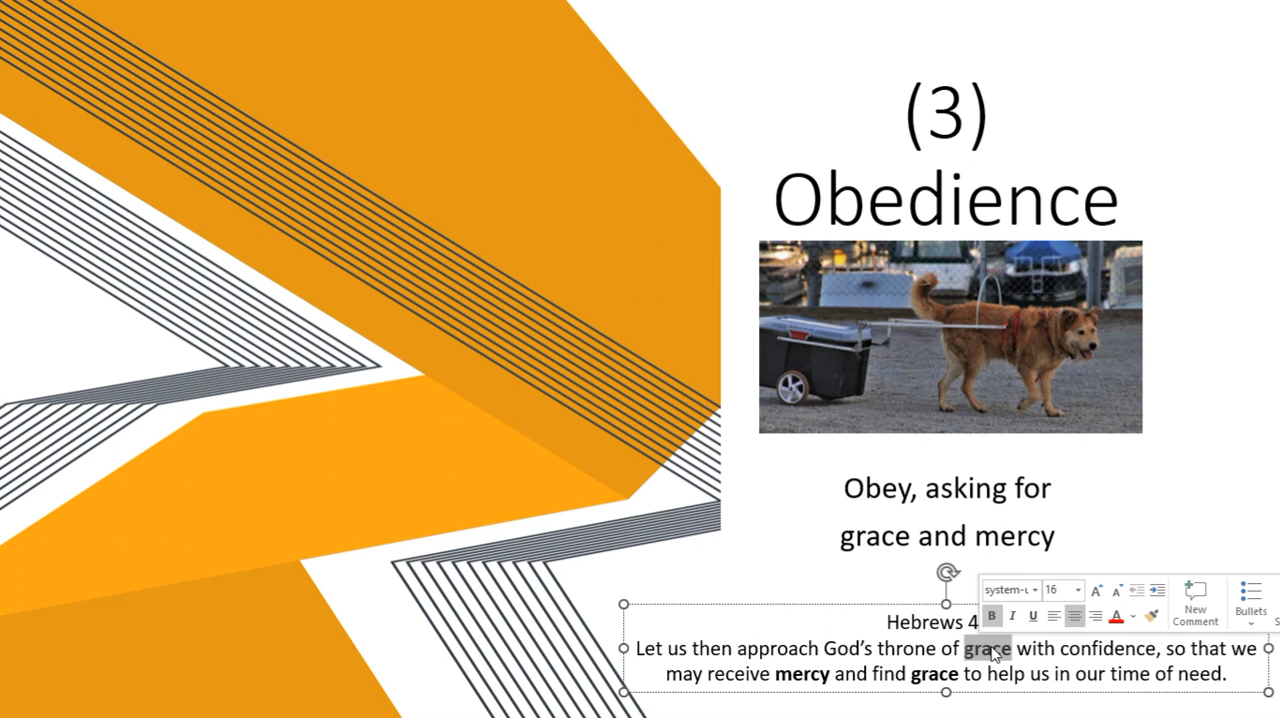 (3)
Obedience
Obey, asking for
grace and mercy
system-u 16 A A
New
Comment
Bullets
B I U A
Hebrews 4
Let us then approach God’s throne of grace with confidence, so that we
may receive mercy and find grace to help us in our time of need.